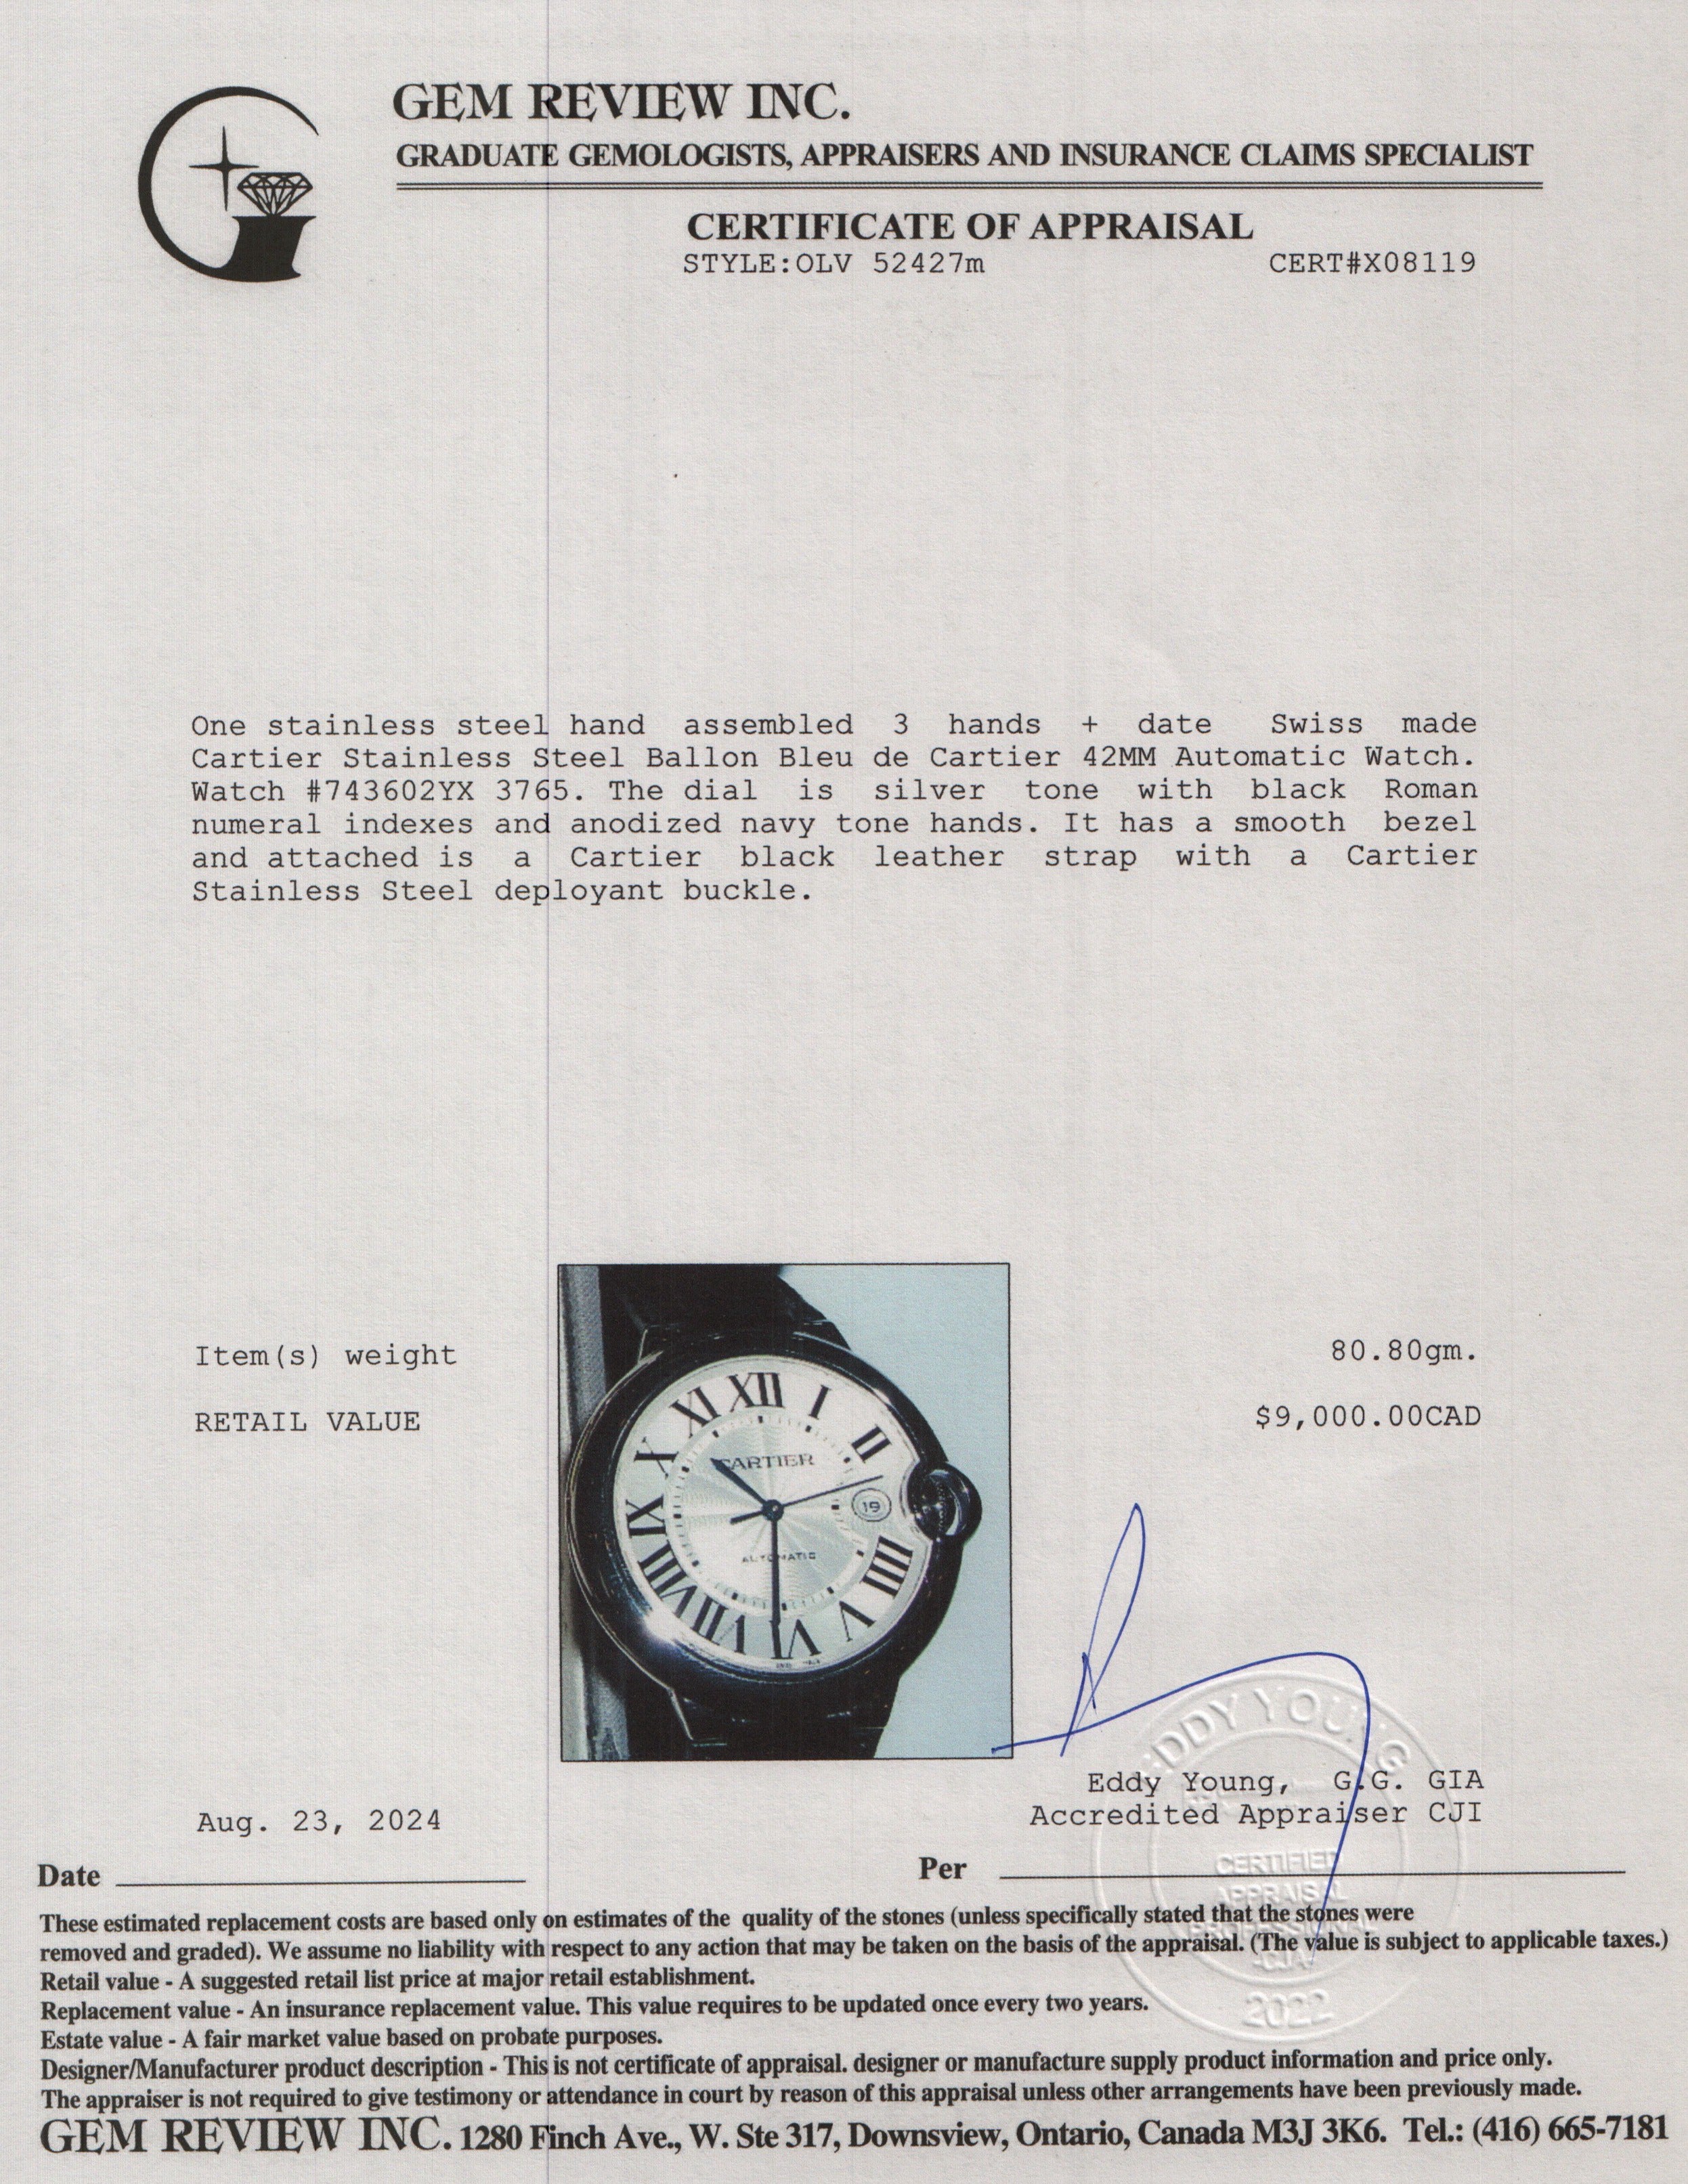 GEM REVIEW INC.
GRADUATE GEMOLOGISTS, APPRAISERS AND INSURANCE CLAIMS SPECIALIST
CERTIFICATE OF APPRAISAL
STYLE:OLV 52427m CERT#X08119
One stainless steel hand assembled 3 hands + date Swiss made
Cartier Stainless Steel Ballon Bleu de Cartier 42MM Automatic Watch.
Watch #743602YX 3765. The dial is silver tone with black Roman
numeral indexes and anodized navy tone hands. It has a smooth bezel
and attached is a Cartier black leather strap with a Cartier
Stainless Steel deployant buckle.
Item(s) weight 80.80gm.
RETAIL VALUE $9,000.00CAD
XII I II IIII V VI VII VIII IX X XI
CARTIER
19
AUTOMATIC
EDDY YOUNG
Eddy Young, G.G. GIA
Aug. 23, 2024 Accredited Appraiser CJI
Date Per
CERTIFIED
APPRAISAL
PROFESSIONAL
2022
These estimated replacement costs are based only on estimates of the quality of the stones (unless specifically stated that the stones were
removed and graded). We assume no liability with respect to any action that may be taken on the basis of the appraisal. (The value is subject to applicable taxes.)
Retail value - A suggested retail list price at major retail establishment.
Replacement value - An insurance replacement value. This value requires to be updated once every two years.
Estate value - A fair market value based on probate purposes.
Designer/Manufacturer product description - This is not certificate of appraisal. designer or manufacture supply product information and price only.
The appraiser is not required to give testimony or attendance in court by reason of this appraisal unless other arrangements have been previously made.
GEM REVIEW INC. 1280 Finch Ave., W. Ste 317, Downsview, Ontario, Canada M3J 3K6. Tel.: (416) 665-7181